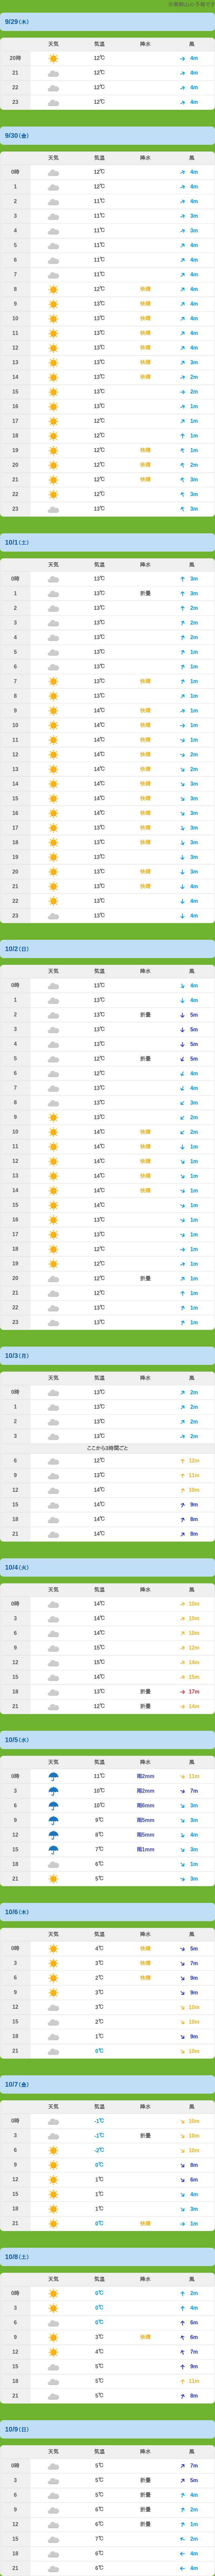 9/29 (木)
天気 気温 降水 風
20時 12℃ 4m
21 12℃ 4m
22 12℃ 4m
23 12℃ 4m
9/30 (金)
天気 気温 降水 風
0時 12℃ 4m
1 12℃ 4m
2 11℃ 4m
3 11℃ 3m
4 11℃ 3m
5 11℃ 4m
6 11℃ 4m
7 11℃ 4m
8 12℃ 快晴 4m
9 13℃ 快晴 4m
10 13℃ 快晴 4m
11 13℃ 快晴 4m
12 13℃ 快晴 4m
13 13℃ 快晴 3m
14 13℃ 快晴 2m
15 12℃ 2m
16 13℃ 1m
17 12℃ 1m
18 12℃ 1m
19 12℃ 快晴 1m
20 12℃ 快晴 2m
21 12℃ 快晴 3m
22 12℃ 3m
23 13℃ 3m
10/1 (土)
天気 気温 降水 風
0時 13℃ 3m
1 13℃ 折畳 3m
2 13℃ 2m
3 13℃ 2m
4 13℃ 2m
5 13℃ 1m
6 13℃ 1m
7 13℃ 快晴 1m
8 13℃ 1m
9 14℃ 快晴 1m
10 14℃ 快晴 1m
11 14℃ 快晴 1m
12 14℃ 快晴 2m
13 14℃ 快晴 2m
14 14℃ 快晴 3m
15 14℃ 快晴 3m
16 14℃ 快晴 3m
17 13℃ 快晴 3m
18 13℃ 快晴 3m
19 13℃ 3m
20 13℃ 快晴 3m
21 13℃ 快晴 4m
22 13℃ 4m
23 13℃ 4m
10/2 (日)
天気 気温 降水 風
0時 13℃ 4m
1 13℃ 4m
2 13℃ 折畳 5m
3 13℃ 5m
4 13℃ 5m
5 12℃ 折畳 5m
6 12℃ 4m
7 13℃ 4m
8 13℃ 3m
9 13℃ 2m
10 14℃ 快晴 2m
11 14℃ 快晴 1m
12 14℃ 快晴 1m
13 14℃ 快晴 1m
14 14℃ 快晴 1m
15 14℃ 1m
16 13℃ 1m
17 13℃ 1m
18 12℃ 1m
19 12℃ 1m
20 12℃ 折畳 1m
21 12℃ 1m
22 13℃ 1m
23 13℃ 1m
10/3 (月)
天気 気温 降水 風
0時 13℃ 2m
1 13℃ 2m
2 13℃ 2m
3 13℃ 2m
ここから3時間ごと
6 12℃ 12m
9 13℃ 11m
12 14℃ 10m
15 14℃ 9m
18 14℃ 8m
21 14℃ 8m
10/4 (火)
天気 気温 降水 風
0時 14℃ 10m
3 14℃ 10m
6 14℃ 10m
9 15℃ 12m
12 15℃ 14m
15 14℃ 15m
18 13℃ 折畳 17m
21 12℃ 折畳 14m
10/5 (水)
天気 気温 降水 風
0時 11℃ 雨2mm 11m
3 10℃ 雨2mm 7m
6 10℃ 雨6mm 3m
9 9℃ 雨5mm 3m
12 8℃ 雨5mm 4m
15 7℃ 雨1mm 3m
18 6℃ 1m
21 5℃ 3m
10/6 (木)
天気 気温 降水 風
0時 4℃ 快晴 5m
3 3℃ 快晴 7m
6 2℃ 快晴 9m
9 3℃ 9m
12 3℃ 10m
15 2℃ 10m
18 1℃ 9m
21 0℃ 10m
10/7 (金)
天気 気温 降水 風
0時 -1℃ 10m
3 -1℃ 折畳 10m
6 -2℃ 10m
9 0℃ 8m
12 1℃ 6m
15 1℃ 4m
18 1℃ 3m
21 0℃ 快晴 1m
10/8 (土)
天気 気温 降水 風
0時 0℃ 2m
3 0℃ 4m
6 0℃ 6m
9 3℃ 快晴 6m
12 4℃ 7m
15 5℃ 9m
18 5℃ 11m
21 5℃ 8m
10/9 (日)
天気 気温 降水 風
0時 5℃ 7m
3 5℃ 折畳 5m
6 5℃ 折畳 4m
9 6℃ 折畳 2m
12 6℃ 折畳 1m
15 7℃ 2m
18 6℃ 4m
21 6℃ 4m